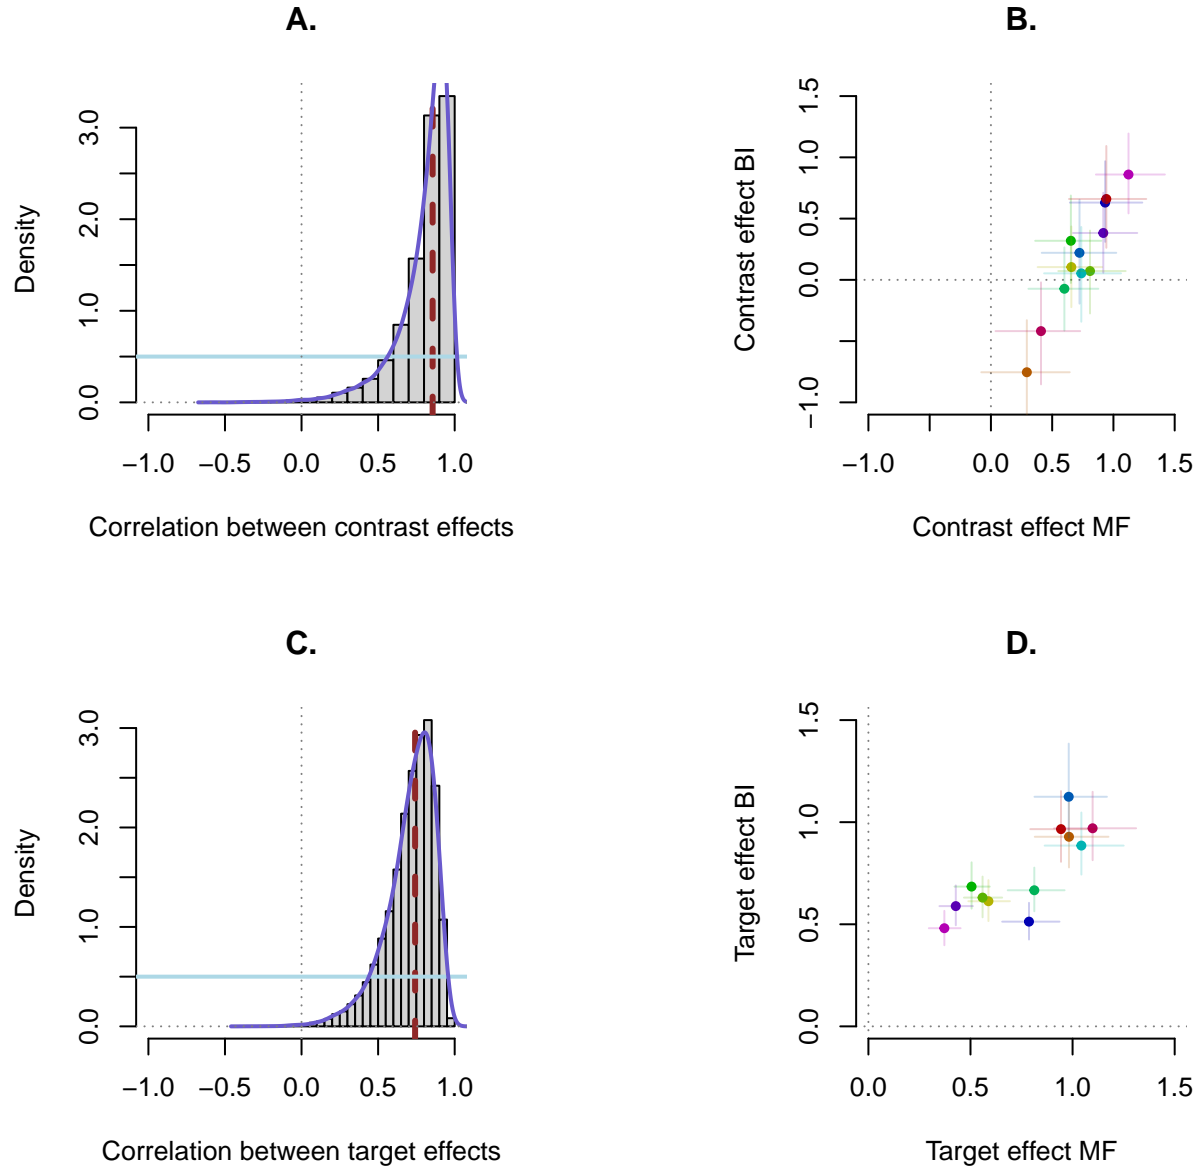 A.
Density
0.0 1.0 2.0 3.0
−1.0 −0.5 0.0 0.5 1.0
Correlation between contrast effects
B.
Contrast effect BI
−1.0 0.0 0.5 1.0 1.5
−1.0 0.0 0.5 1.0 1.5
Contrast effect MF
C.
Density
0.0 1.0 2.0 3.0
−1.0 −0.5 0.0 0.5 1.0
Correlation between target effects
D.
Target effect BI
0.0 0.5 1.0 1.5
0.0 0.5 1.0 1.5
Target effect MF